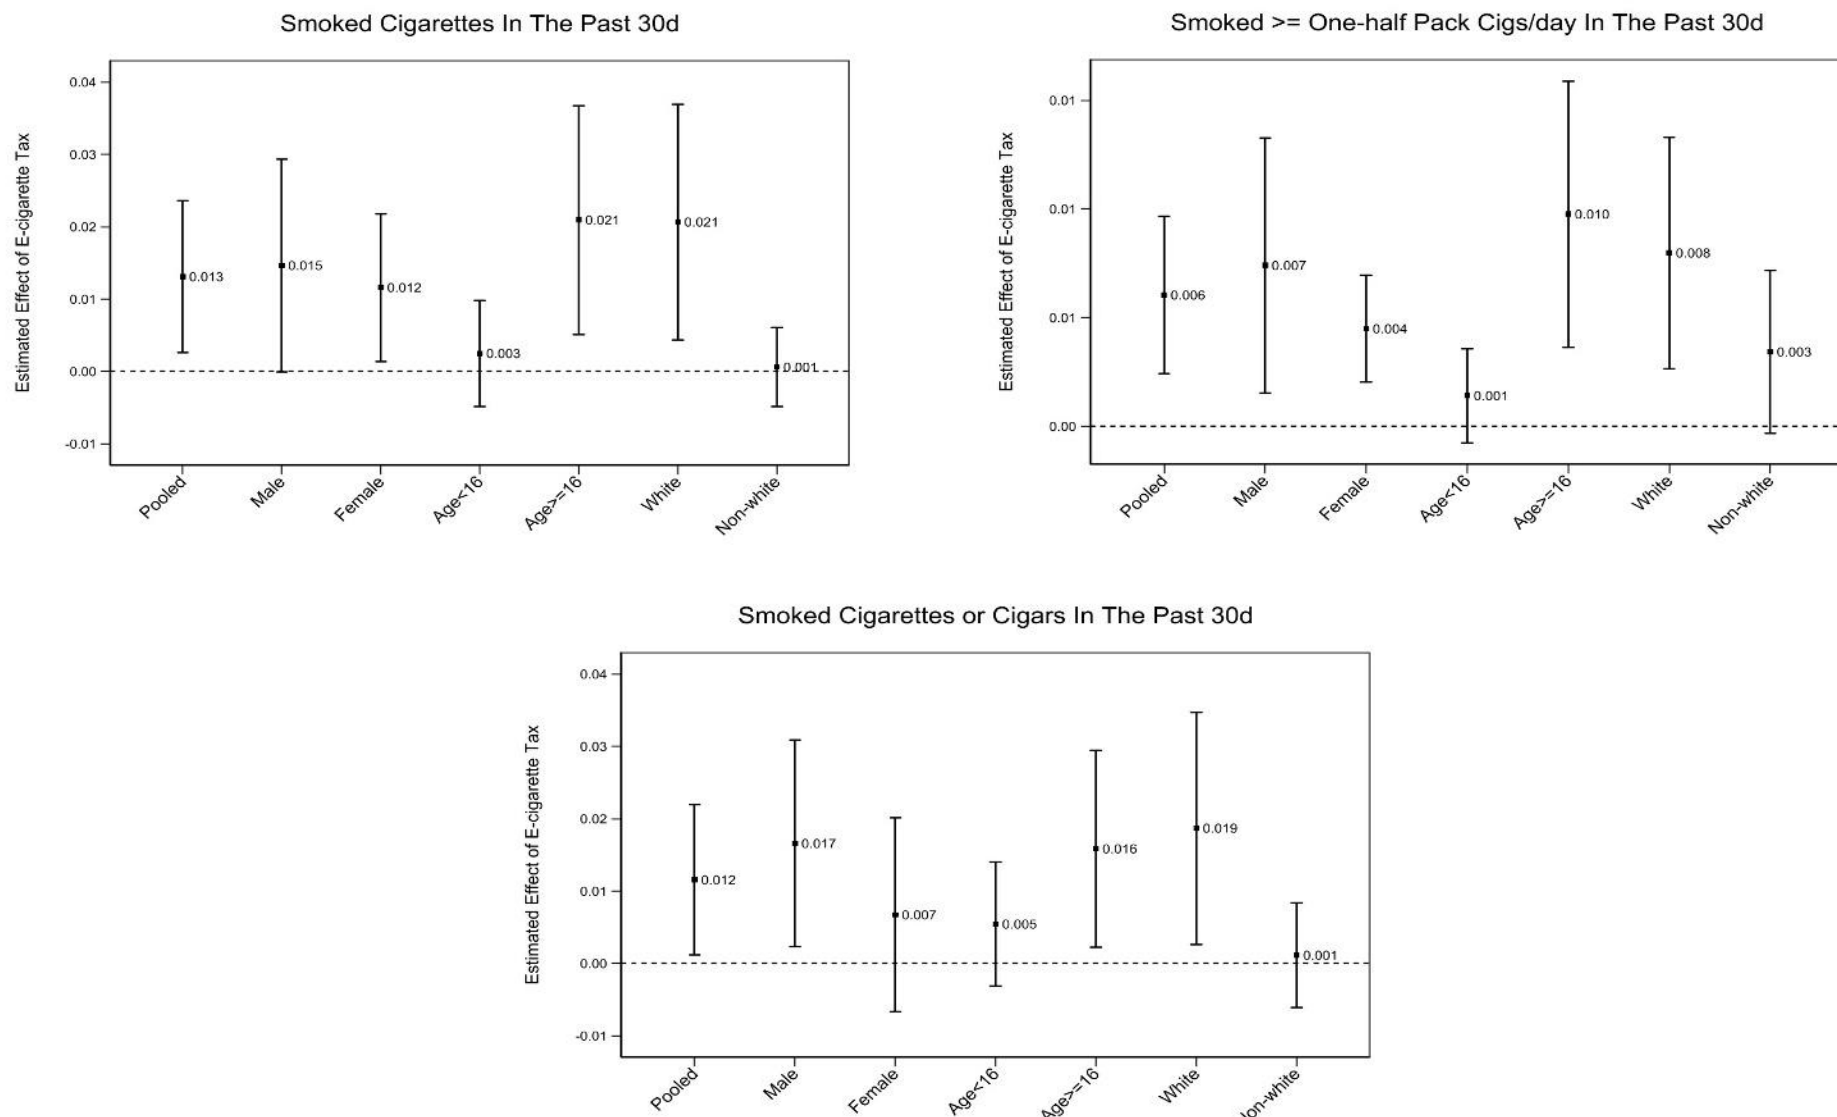 Smoked Cigarettes In The Past 30d
Estimated Effect of E-cigarette Tax
0.04
0.03
0.02
0.01
0.00
-0.01
0.013
0.015
0.012
0.003
0.021
0.021
0.001
Pooled
Male
Female
Age<16
Age>=16
White
Non-white
Smoked >= One-half Pack Cigs/day In The Past 30d
Estimated Effect of E-cigarette Tax
0.01
0.01
0.01
0.00
0.006
0.007
0.004
0.001
0.010
0.008
0.003
Pooled
Male
Female
Age<16
Age>=16
White
Non-white
Smoked Cigarettes or Cigars In The Past 30d
Estimated Effect of E-cigarette Tax
0.04
0.03
0.02
0.01
0.00
-0.01
0.012
0.017
0.007
0.005
0.016
0.019
0.001
Pooled
Male
Female
Age<16
Age>=16
White
on-white